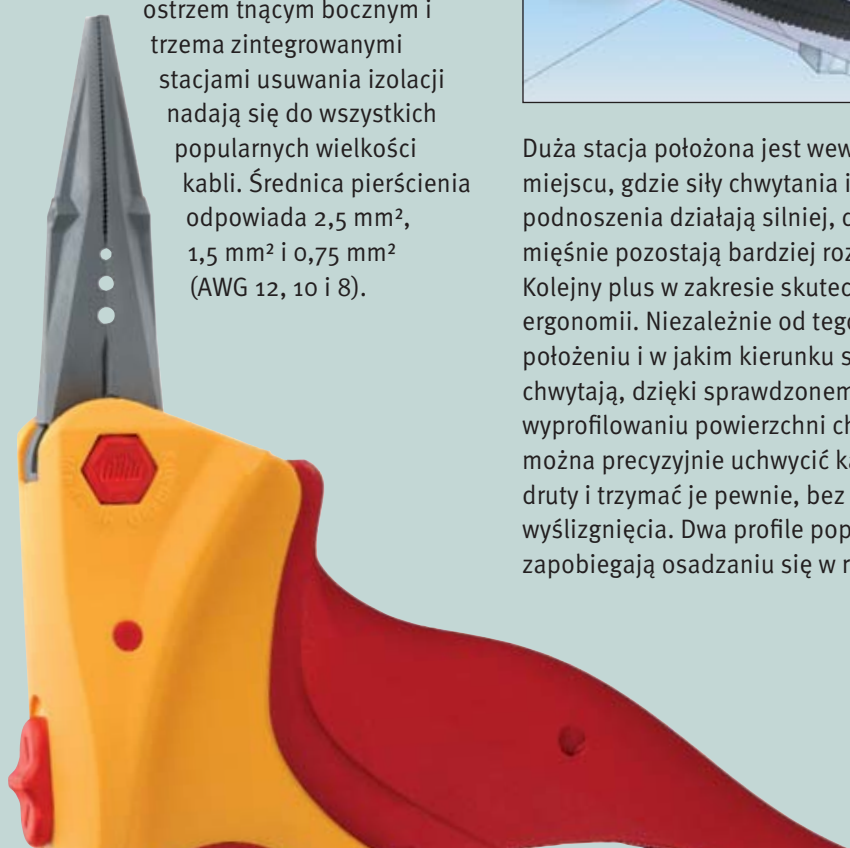 ostrzem tnącym bocznym i
trzema zintegrowanymi
stacjami usuwania izolacji
nadają się do wszystkich
popularnych wielkości
kabli. Średnica pierścienia
odpowiada 2,5 mm²,
1,5 mm² i 0,75 mm²
(AWG 12, 10 i 8).
Duża stacja położona jest wew
miejscu, gdzie siły chwytania i
podnoszenia działają silniej,
mięśnie pozostają bardziej roz
Kolejny plus w zakresie skutec
ergonomii. Niezależnie od tego
położeniu i w jakim kierunku s
chwytają, dzięki sprawdzonem
wyprofilowaniu powierzchni ch
można precyzyjnie uchwycić ka
druty i trzymać je pewnie, bez
wyślizgnięcia. Dwa profile pop
zapobiegają osadzaniu się w r